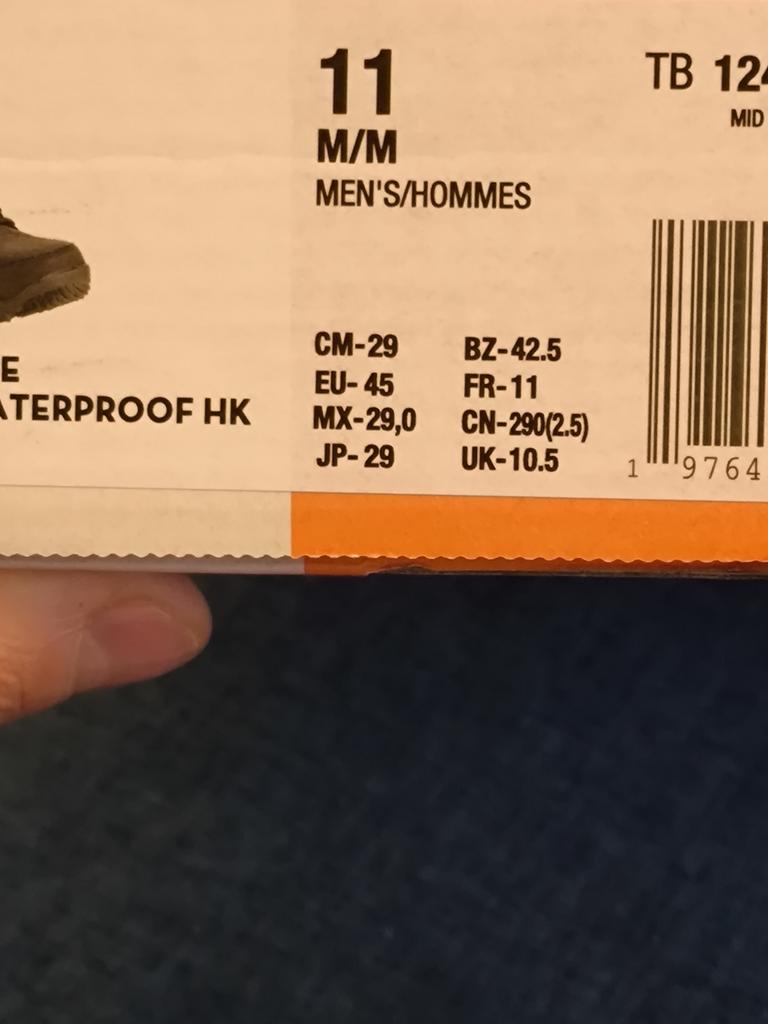 11
M/M
MEN'S/HOMMES
TB 124
MID
E
ATERPROOF HK
CM-29 BZ-42.5
EU- 45 FR-11
MX-29,0 CN-290(2.5)
JP- 29 UK-10.5
1 9764